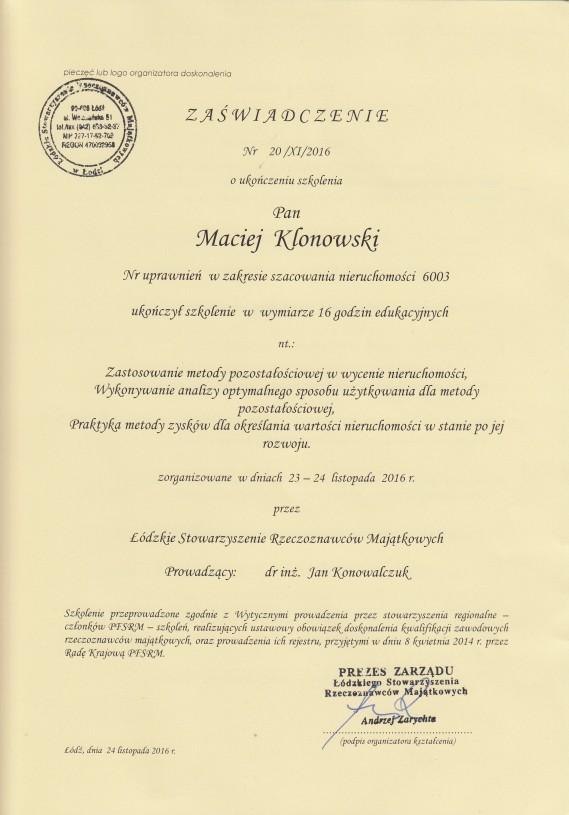 pieczęć lub logo organizatora doskonalenia
Łódzkie Stowarzyszenie Rzeczoznawców Majątkowych
w Łodzi
ZAŚWIADCZENIE
Nr 20 /XI/2016
o ukończeniu szkolenia
Pan
Maciej Klonowski
Nr uprawnień w zakresie szacowania nieruchomości 6003
ukończył szkolenie w wymiarze 16 godzin edukacyjnych
nt.:
Zastosowanie metody pozostałościowej w wycenie nieruchomości,
Wykonywanie analizy optymalnego sposobu użytkowania dla metody
pozostałościowej,
Praktyka metody zysków dla określania wartości nieruchomości w stanie po jej
rozwoju.
zorganizowane w dniach 23 – 24 listopada 2016 r.
przez
Łódzkie Stowarzyszenie Rzeczoznawców Majątkowych
Prowadzący: dr inż. Jan Konowalczuk
Szkolenie przeprowadzone zgodnie z Wytycznymi prowadzenia przez stowarzyszenia regionalne –
członków PFSRM – szkoleń, realizujących ustawowy obowiązek doskonalenia kwalifikacji zawodowych
rzeczoznawców majątkowych, oraz prowadzenia ich rejestru, przyjętymi w dniu 8 kwietnia 2014 r. przez
Radę Krajową PFSRM.
PREZES ZARZĄDU
Łódzkiego Stowarzyszenia
Rzeczoznawców Majątkowych
Andrzej Zarychta
(podpis organizatora kształcenia)
Łódź, dnia 24 listopada 2016 r.